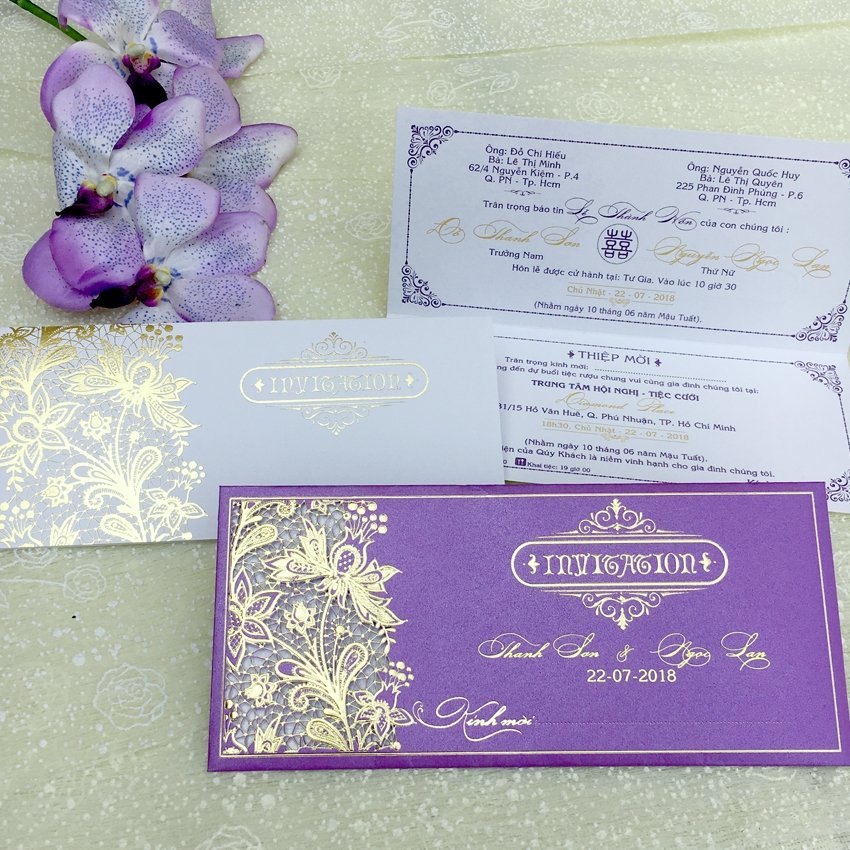 Ông: Đỗ Chí Hiếu
Bà: Lê Thị Minh
62/4 Nguyễn Kiệm - P.4
Q. PN - Tp. Hcm
Ông: Nguyễn Quốc Huy
Bà: Lê Thị Quyên
225 Phan Đình Phùng - P.6
Q. PN - Tp. Hcm
Trân trọng báo tin Lễ Thành Hôn của con chúng tôi :
Đỗ Thanh Sơn 囍 Nguyễn Ngọc Lan
Trưởng Nam Thứ Nữ
Hôn lễ được cử hành tại: Tư Gia. Vào lúc 10 giờ 30
Chủ Nhật - 22 - 07 - 2018
(Nhằm ngày 10 tháng 06 năm Mậu Tuất).
THIỆP MỜI
Trân trọng kính mời:
đến dự buổi tiệc rượu chung vui cùng gia đình chúng tôi tại:
TRUNG TÂM HỘI NGHỊ - TIỆC CƯỚI
Diamond Place
1/15 Hồ Văn Huê, Q. Phú Nhuận, TP. Hồ Chí Minh
18h30, Chủ Nhật - 22 - 07 - 2018
(Nhằm ngày 10 tháng 06 năm Mậu Tuất).
của Qúy Khách là niềm vinh hạnh cho gia đình chúng tôi.
Khai tiệc: 19 giờ 00
INVITATION
INVITATION
Thanh Sơn & Ngọc Lan
22-07-2018
Kính mời